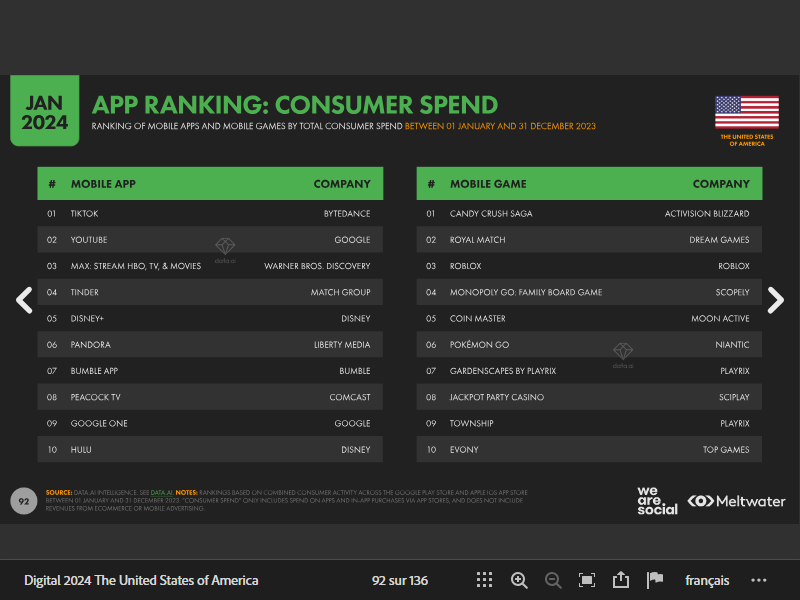 JAN
2024
APP RANKING: CONSUMER SPEND
RANKING OF MOBILE APPS AND MOBILE GAMES BY TOTAL CONSUMER SPEND BETWEEN 01 JANUARY AND 31 DECEMBER 2023
THE UNITED STATES
OF AMERICA
# MOBILE APP COMPANY
01 TIKTOK BYTEDANCE
02 YOUTUBE GOOGLE
03 MAX: STREAM HBO, TV, & MOVIES WARNER BROS. DISCOVERY
04 TINDER MATCH GROUP
05 DISNEY+ DISNEY
06 PANDORA LIBERTY MEDIA
07 BUMBLE APP BUMBLE
08 PEACOCK TV COMCAST
09 GOOGLE ONE GOOGLE
10 HULU DISNEY
data.ai
# MOBILE GAME COMPANY
01 CANDY CRUSH SAGA ACTIVISION BLIZZARD
02 ROYAL MATCH DREAM GAMES
03 ROBLOX ROBLOX
04 MONOPOLY GO: FAMILY BOARD GAME SCOPELY
05 COIN MASTER MOON ACTIVE
06 POKÉMON GO NIANTIC
07 GARDENSCAPES BY PLAYRIX PLAYRIX
08 JACKPOT PARTY CASINO SCIPLAY
09 TOWNSHIP PLAYRIX
10 EVONY TOP GAMES
data.ai
92
SOURCE: DATA.AI INTELLIGENCE. SEE DATA.AI. NOTES: RANKINGS BASED ON COMBINED CONSUMER ACTIVITY ACROSS THE GOOGLE PLAY STORE AND APPLE IOS APP STORE
BETWEEN 01 JANUARY AND 31 DECEMBER 2023. "CONSUMER SPEND" ONLY INCLUDES SPEND ON APPS AND IN-APP PURCHASES VIA APP STORES, AND DOES NOT INCLUDE
REVENUES FROM ECOMMERCE OR MOBILE ADVERTISING.
we
are.
social
Meltwater
Digital 2024 The United States of America
92 sur 136
français